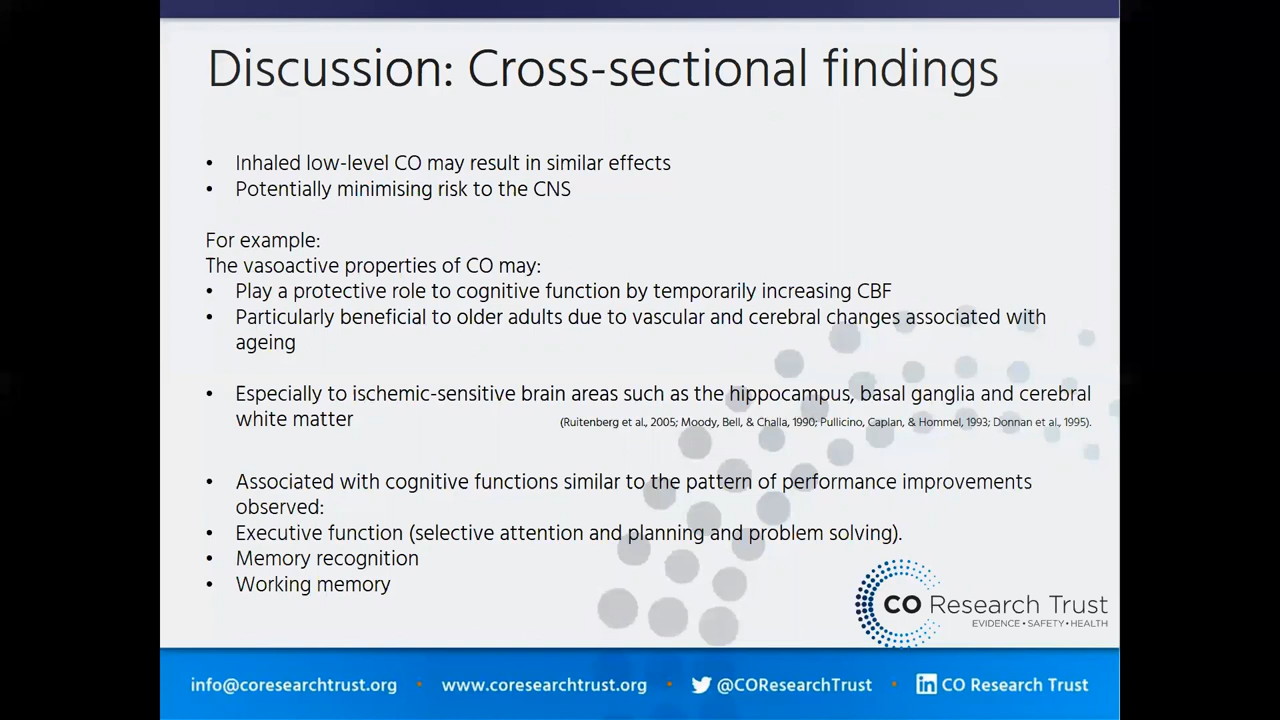 Discussion: Cross-sectional findings
• Inhaled low-level CO may result in similar effects
• Potentially minimising risk to the CNS
For example:
The vasoactive properties of CO may:
• Play a protective role to cognitive function by temporarily increasing CBF
• Particularly beneficial to older adults due to vascular and cerebral changes associated with
ageing
• Especially to ischemic-sensitive brain areas such as the hippocampus, basal ganglia and cerebral
white matter
(Ruitenberg et al., 2005; Moody, Bell, & Challa, 1990; Pullicino, Caplan, & Hommel, 1993; Donnan et al., 1995).
• Associated with cognitive functions similar to the pattern of performance improvements
observed:
• Executive function (selective attention and planning and problem solving).
• Memory recognition
• Working memory
CO Research Trust
EVIDENCE • SAFETY • HEALTH
info@coresearchtrust.org • www.coresearchtrust.org • @COResearchTrust • in CO Research Trust